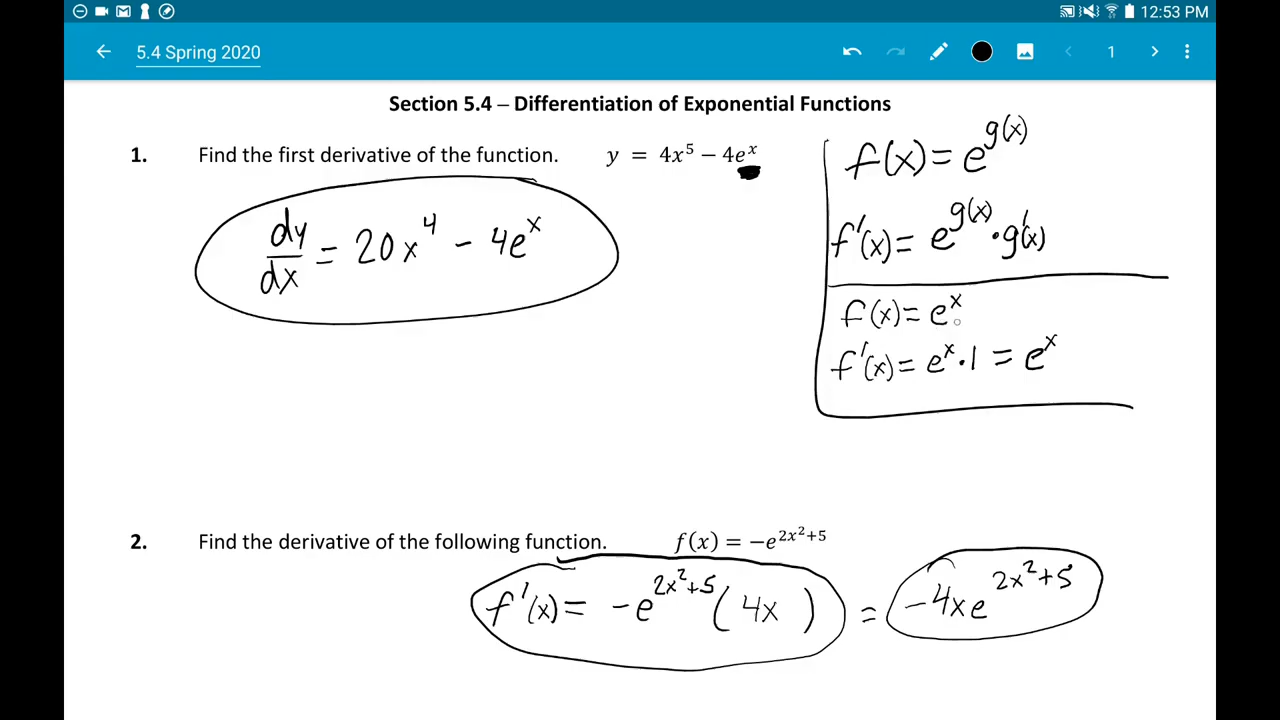 12:53 PM
5.4 Spring 2020
1
Section 5.4 – Differentiation of Exponential Functions
1. Find the first derivative of the function. y = 4x⁵ − 4eˣ
dy/dx = 20x⁴ − 4eˣ
f(x) = e^g(x)
f'(x) = e^g(x) · g'(x)
f(x) = eˣ
f'(x) = eˣ · 1 = eˣ
2. Find the derivative of the following function. f(x) = −e^2x²+5
f'(x) = −e^2x²+5 (4x) = −4xe^2x²+5